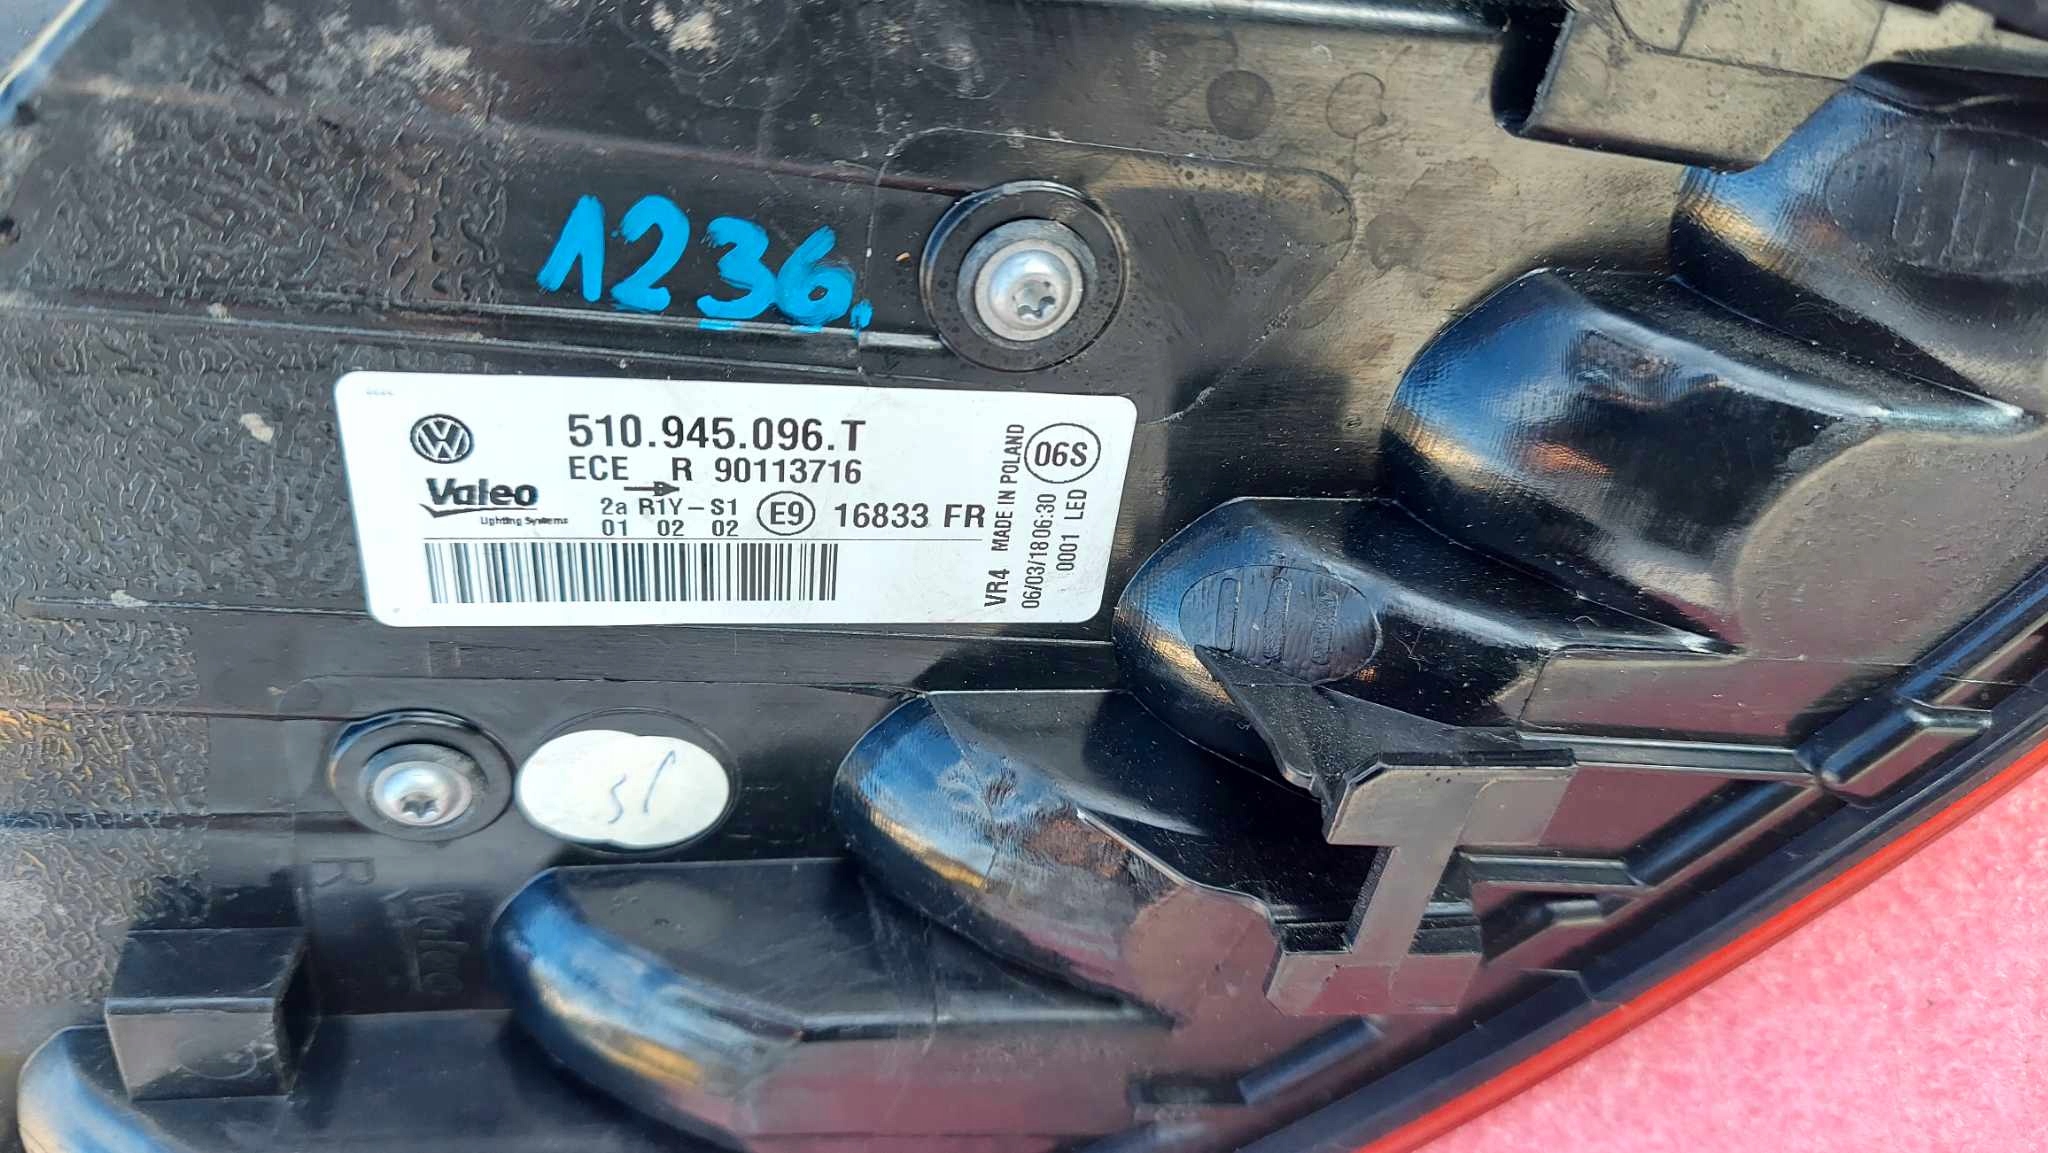 1236.
510.945.096.T
ECE R 90113716
Valeo
Lighting Systems
2a R1Y-S1
01 02 02
E9 16833 FR
VR4 MADE IN POLAND
06/03/18 06:30
0001 LED
06S
R Valeo